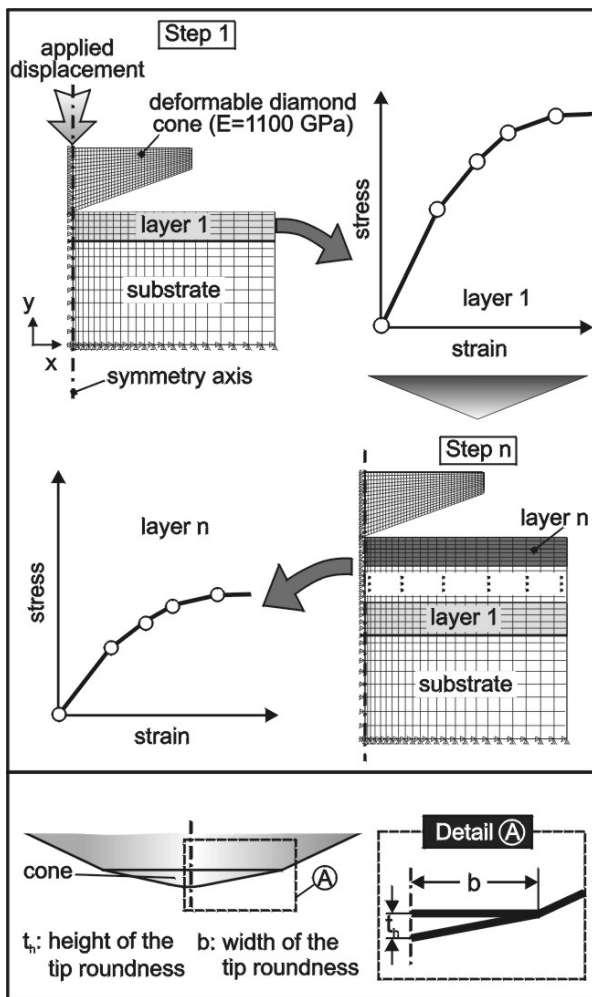 Step 1
applied
displacement
deformable diamond
cone (E=1100 GPa)
layer 1
substrate
y
x
symmetry axis
stress
layer 1
strain
Step n
layer n
stress
strain
layer n
layer 1
substrate
cone
A
tₕ: height of the
tip roundness
b: width of the
tip roundness
Detail A
b
tₕ